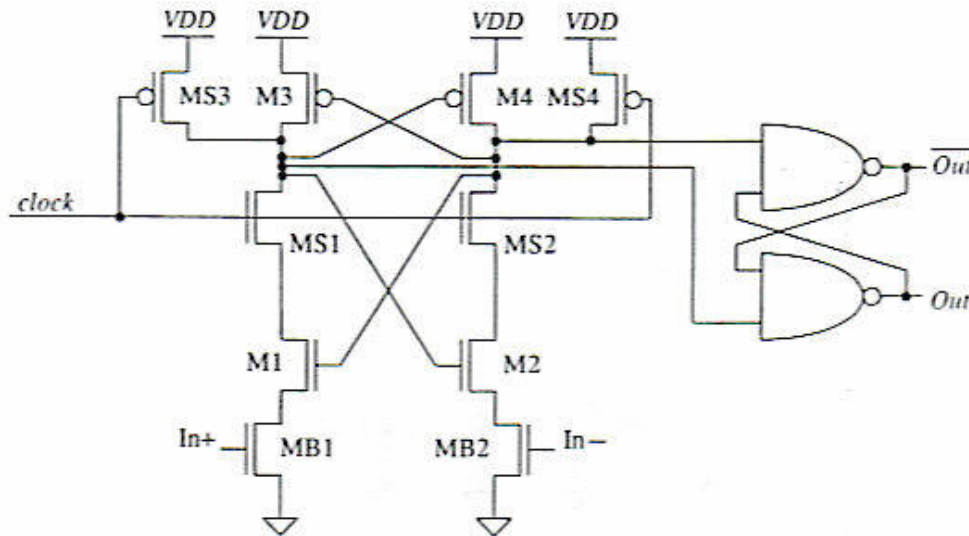 VDD VDD VDD VDD
MS3 M3 M4 MS4
Out
clock
MS1 MS2
Out
M1 M2
In+ MB1 MB2 In−